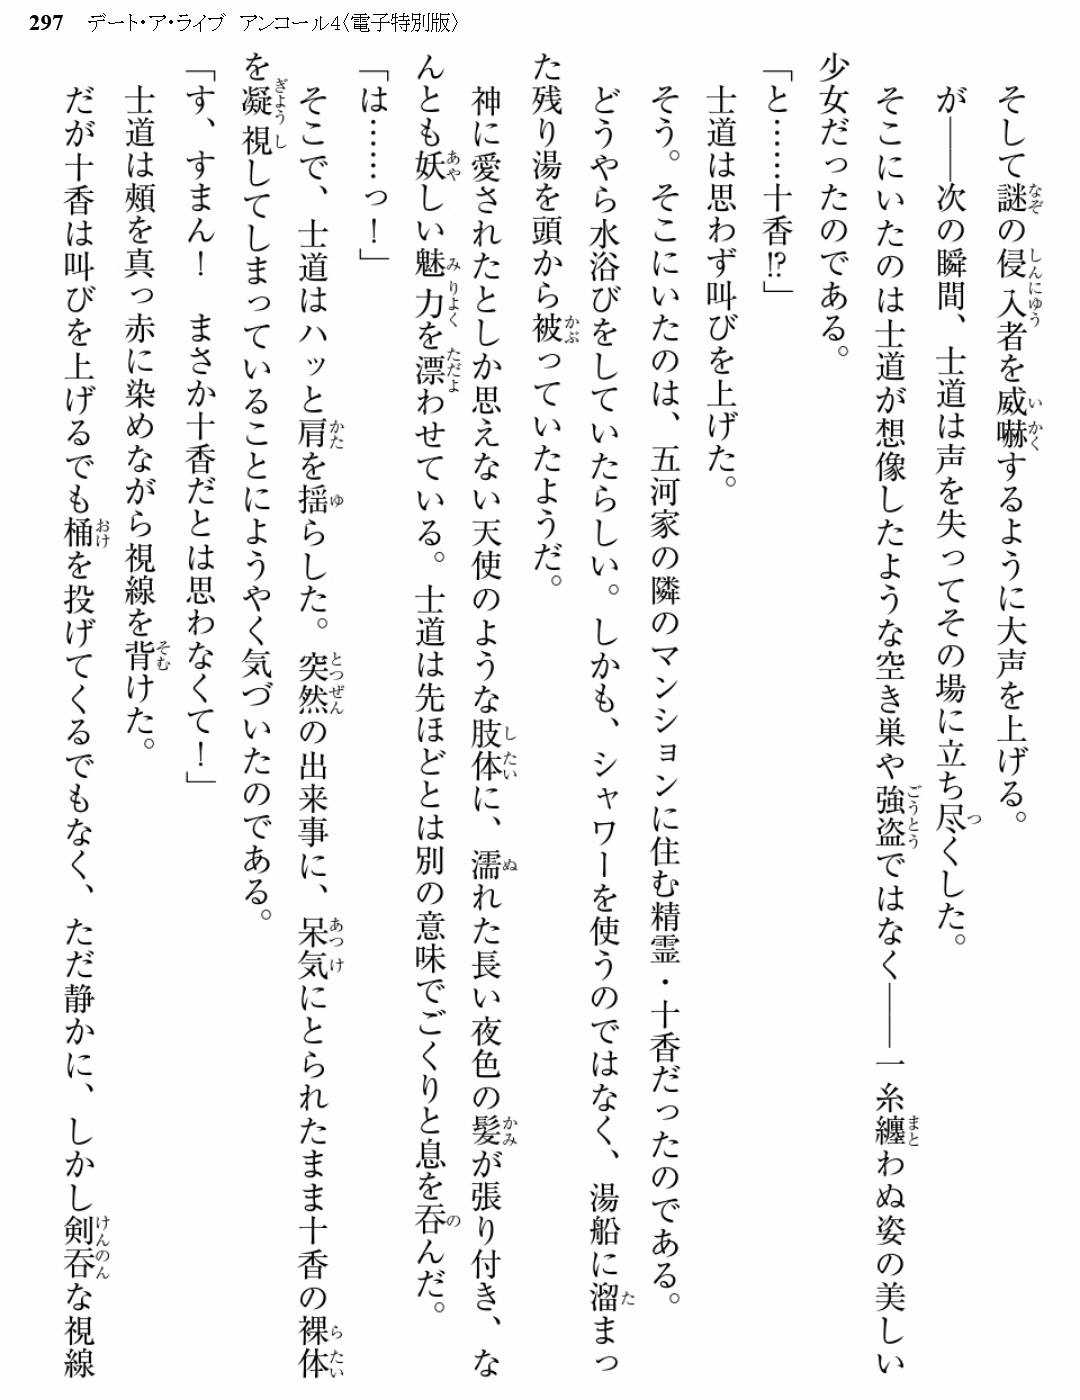 297 デート・ア・ライブ アンコール4〈電子特別版〉
そして謎の侵入者を威嚇するように大声を上げる。
が――次の瞬間、士道は声を失ってその場に立ち尽くした。
そこにいたのは士道が想像したような空き巣や強盗ではなく――一糸纏わぬ姿の美しい
少女だったのである。
「と……十香!?」
士道は思わず叫びを上げた。
そう。そこにいたのは、五河家の隣のマンションに住む精霊・十香だったのである。
どうやら水浴びをしていたらしい。しかも、シャワーを使うのではなく、湯船に溜まっ
た残り湯を頭から被っていたようだ。
神に愛されたとしか思えない天使のような肢体に、濡れた長い夜色の髪が張り付き、な
んとも妖しい魅力を漂わせている。士道は先ほどとは別の意味でごくりと息を呑んだ。
「は……っ！」
そこで、士道はハッと肩を揺らした。突然の出来事に、呆気にとられたまま十香の裸体
を凝視してしまっていることにようやく気づいたのである。
「す、すまん！　まさか十香だとは思わなくて！」
士道は頰を真っ赤に染めながら視線を背けた。
だが十香は叫びを上げるでも桶を投げてくるでもなく、ただ静かに、しかし剣呑な視線